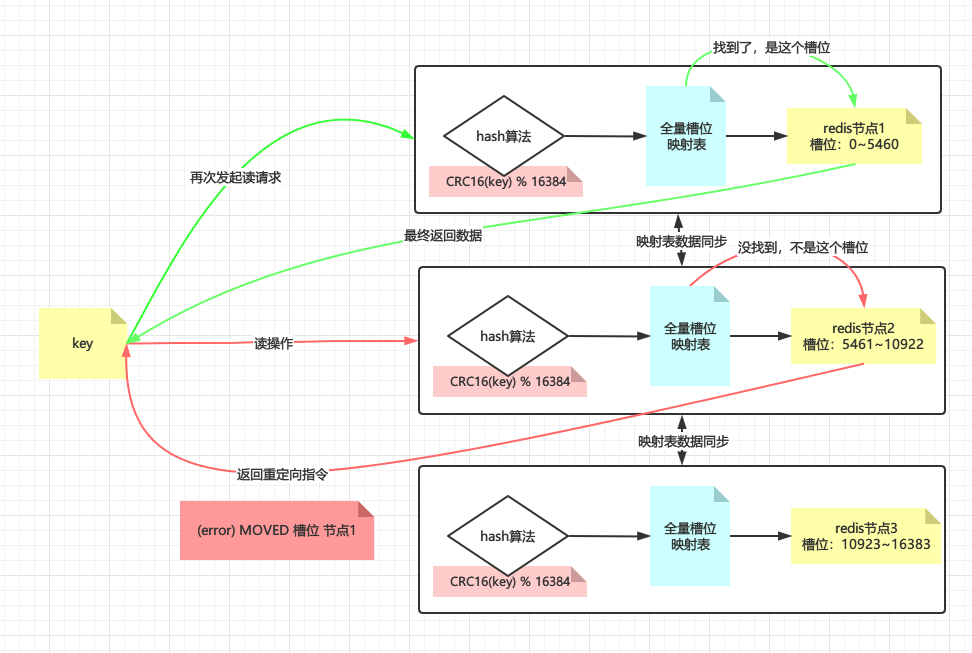 找到了，是这个槽位
hash算法
CRC16(key) % 16384
全量槽位
映射表
redis节点1
槽位：0~5460
再次发起读请求
最终返回数据
映射表数据同步
没找到，不是这个槽位
key
读操作
hash算法
CRC16(key) % 16384
全量槽位
映射表
redis节点2
槽位：5461~10922
映射表数据同步
返回重定向指令
(error) MOVED 槽位 节点1
hash算法
CRC16(key) % 16384
全量槽位
映射表
redis节点3
槽位：10923~16383